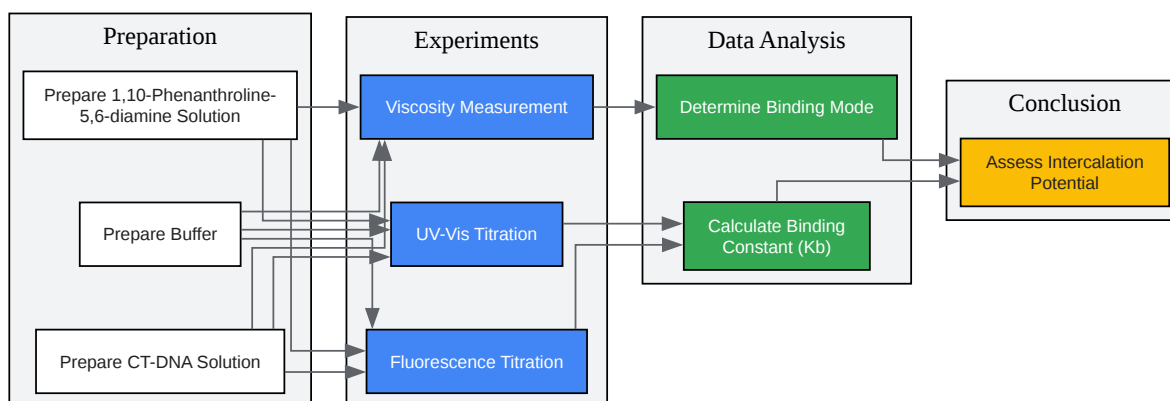 Preparation
Prepare 1,10-Phenanthroline-
5,6-diamine Solution
Prepare Buffer
Prepare CT-DNA Solution
Experiments
Viscosity Measurement
UV-Vis Titration
Fluorescence Titration
Data Analysis
Determine Binding Mode
Calculate Binding
Constant (Kb)
Conclusion
Assess Intercalation
Potential